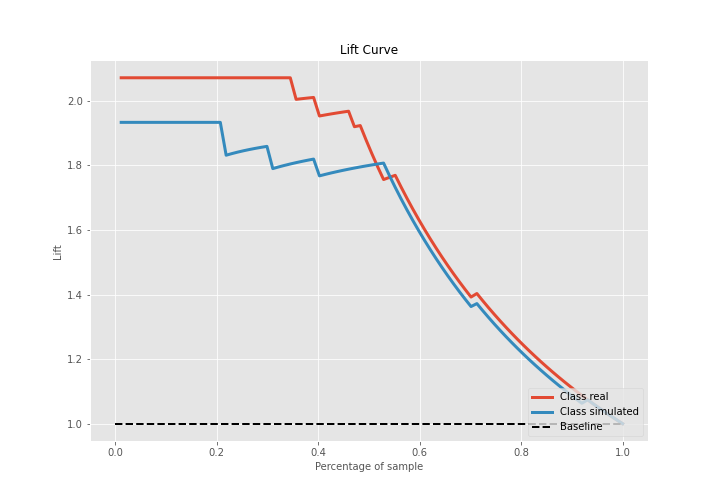 Lift Curve
Lift
2.0
1.8
1.6
1.4
1.2
1.0
0.0
0.2
0.4
0.6
0.8
1.0
Percentage of sample
Class real
Class simulated
Baseline